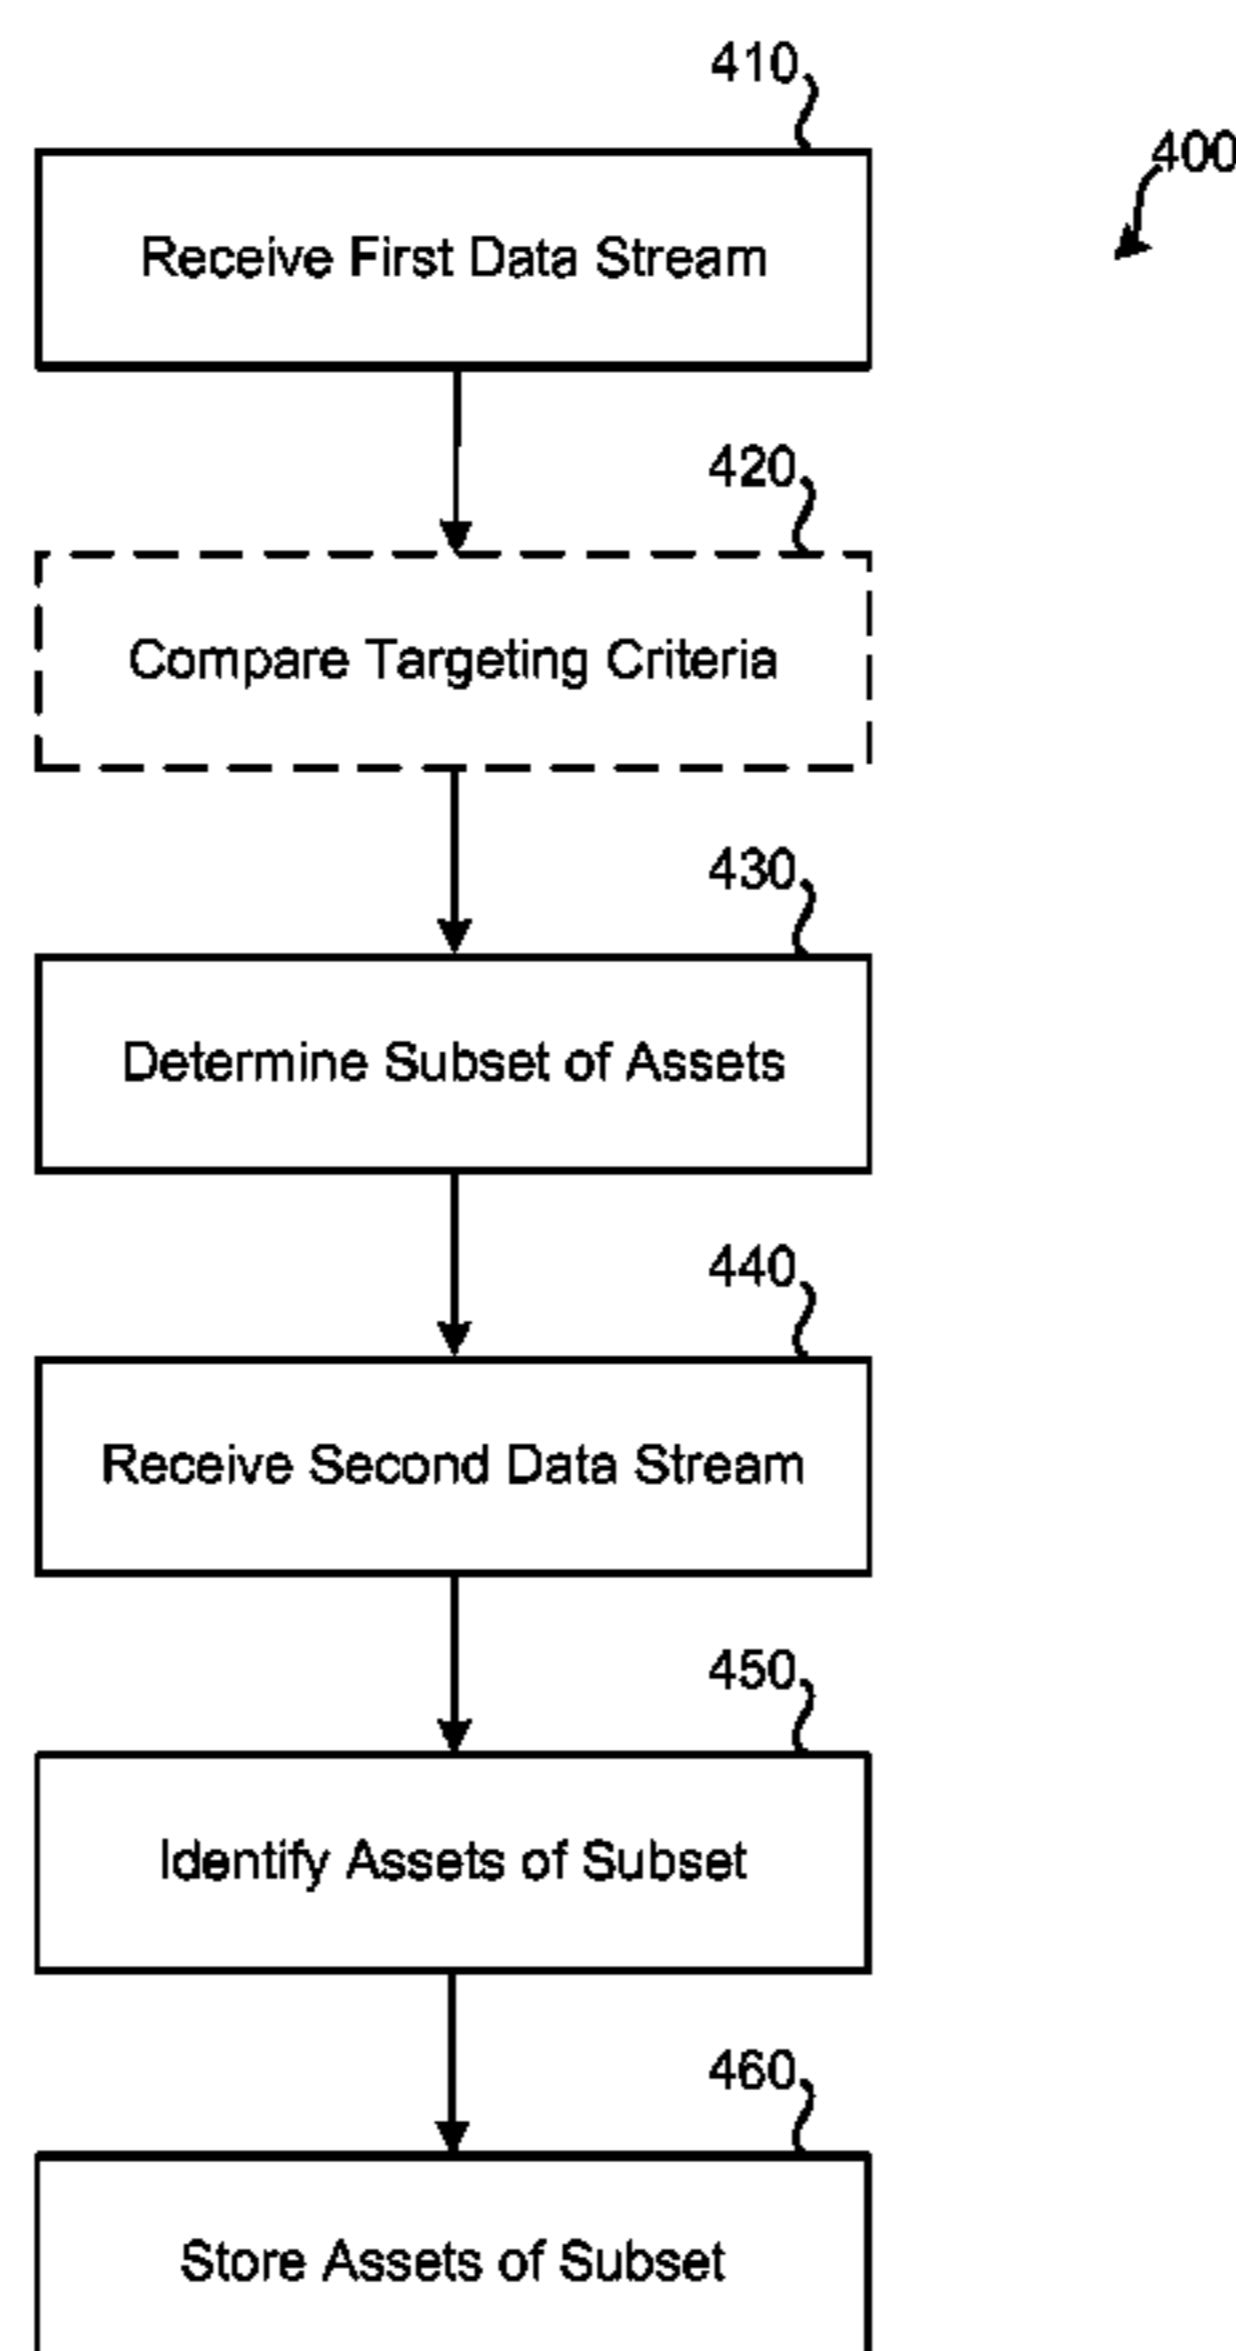 410
400
Receive First Data Stream
420
Compare Targeting Criteria
430
Determine Subset of Assets
440
Receive Second Data Stream
450
Identify Assets of Subset
460
Store Assets of Subset